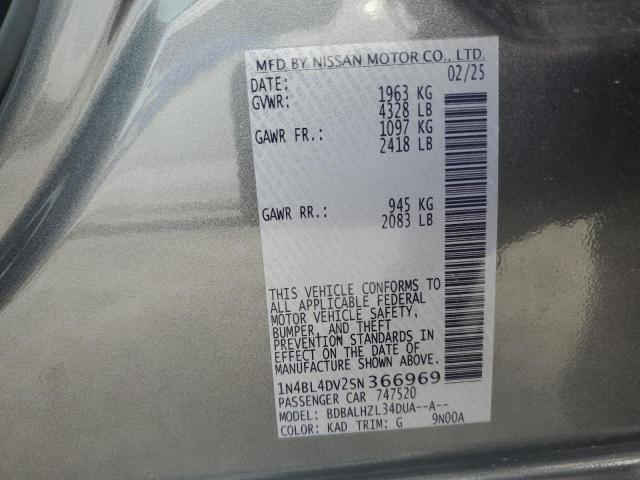 MFD BY NISSAN MOTOR CO., LTD.
DATE: 02/25
GVWR: 1963 KG
4328 LB
GAWR FR.: 1097 KG
2418 LB
GAWR RR.: 945 KG
2083 LB
THIS VEHICLE CONFORMS TO
ALL APPLICABLE FEDERAL
MOTOR VEHICLE SAFETY,
BUMPER, AND THEFT
PREVENTION STANDARDS IN
EFFECT ON THE DATE OF
MANUFACTURE SHOWN ABOVE.
1N4BL4DV2SN366969
PASSENGER CAR 747520
MODEL: BDBALHZL34DUA--A--
COLOR: KAD TRIM: G 9N00A